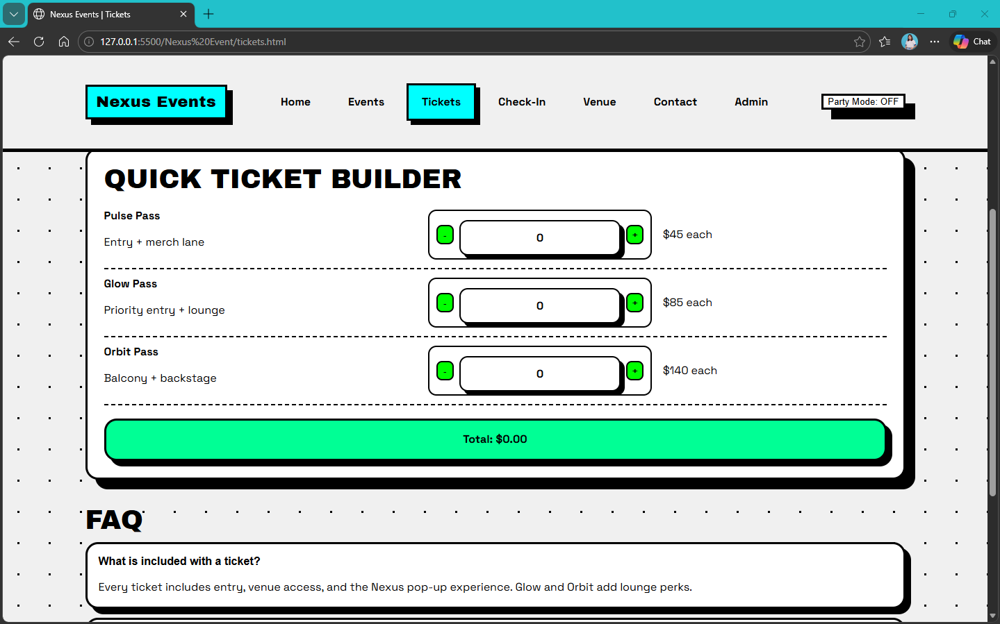 Nexus Events | Tickets
127.0.0.1:5500/Nexus%20Event/tickets.html
Chat
Nexus Events
Home
Events
Tickets
Check-In
Venue
Contact
Admin
Party Mode: OFF
QUICK TICKET BUILDER
Pulse Pass
Entry + merch lane
-
0
+
$45 each
Glow Pass
Priority entry + lounge
-
0
+
$85 each
Orbit Pass
Balcony + backstage
-
0
+
$140 each
Total: $0.00
FAQ
What is included with a ticket?
Every ticket includes entry, venue access, and the Nexus pop-up experience. Glow and Orbit add lounge perks.